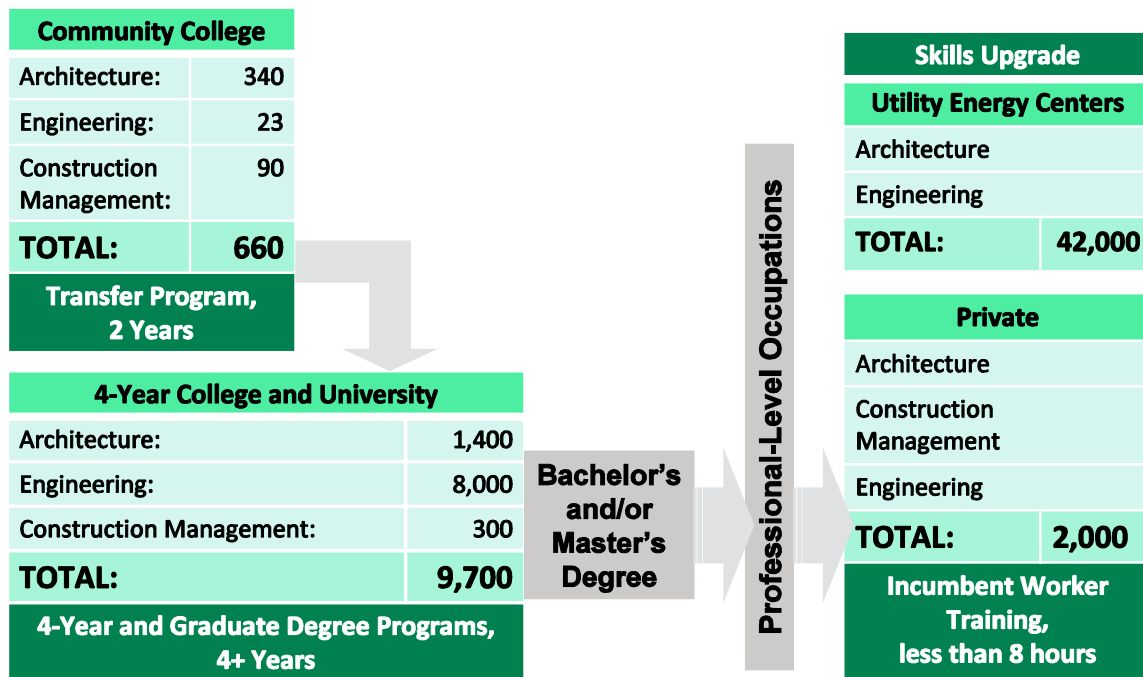 Community College
Architecture: 340
Engineering: 23
Construction 90
Management:
TOTAL: 660
Transfer Program,
2 Years
4-Year College and University
Architecture: 1,400
Engineering: 8,000
Construction Management: 300
TOTAL: 9,700
4-Year and Graduate Degree Programs,
4+ Years
Bachelor's
and/or
Master's
Degree
Professional-Level Occupations
Skills Upgrade
Utility Energy Centers
Architecture
Engineering
TOTAL: 42,000
Private
Architecture
Construction
Management
Engineering
TOTAL: 2,000
Incumbent Worker
Training,
less than 8 hours